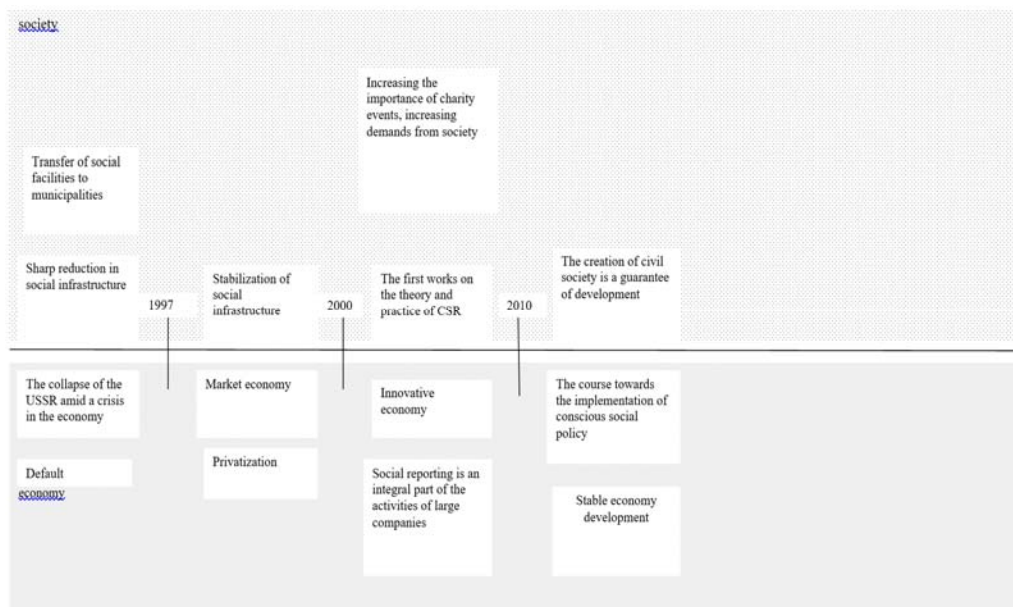 society
Increasing the
importance of charity
events, increasing
demands from society
Transfer of social
facilities to
municipalities
Sharp reduction in
social infrastructure
1997
Stabilization of
social
infrastructure
2000
The first works on
the theory and
practice of CSR
2010
The creation of civil
society is a guarantee
of development
The collapse of the
USSR amid a crisis
in the economy
Market economy
Innovative
economy
The course towards
the implementation of
conscious social
policy
Default
economy
Privatization
Social reporting is an
integral part of the
activities of large
companies
Stable economy
development